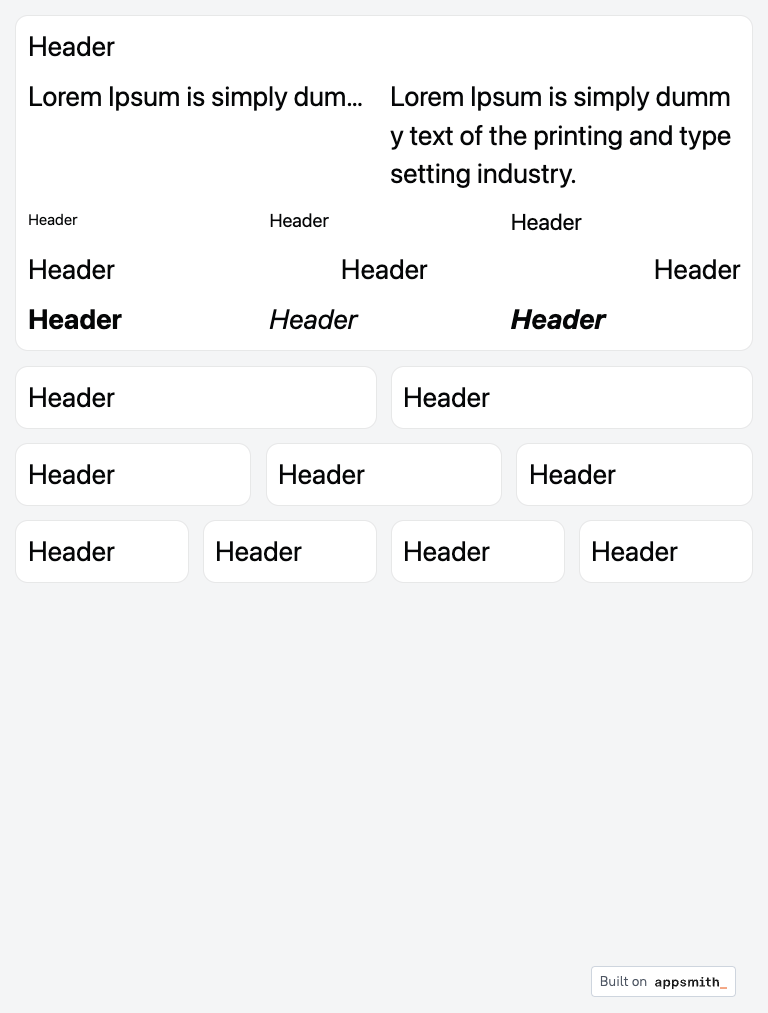 Header
Lorem Ipsum is simply dum...
Lorem Ipsum is simply dumm
y text of the printing and type
setting industry.
Header Header Header
Header Header Header
Header Header Header
Header Header
Header Header Header
Header Header Header Header
Built on appsmith_